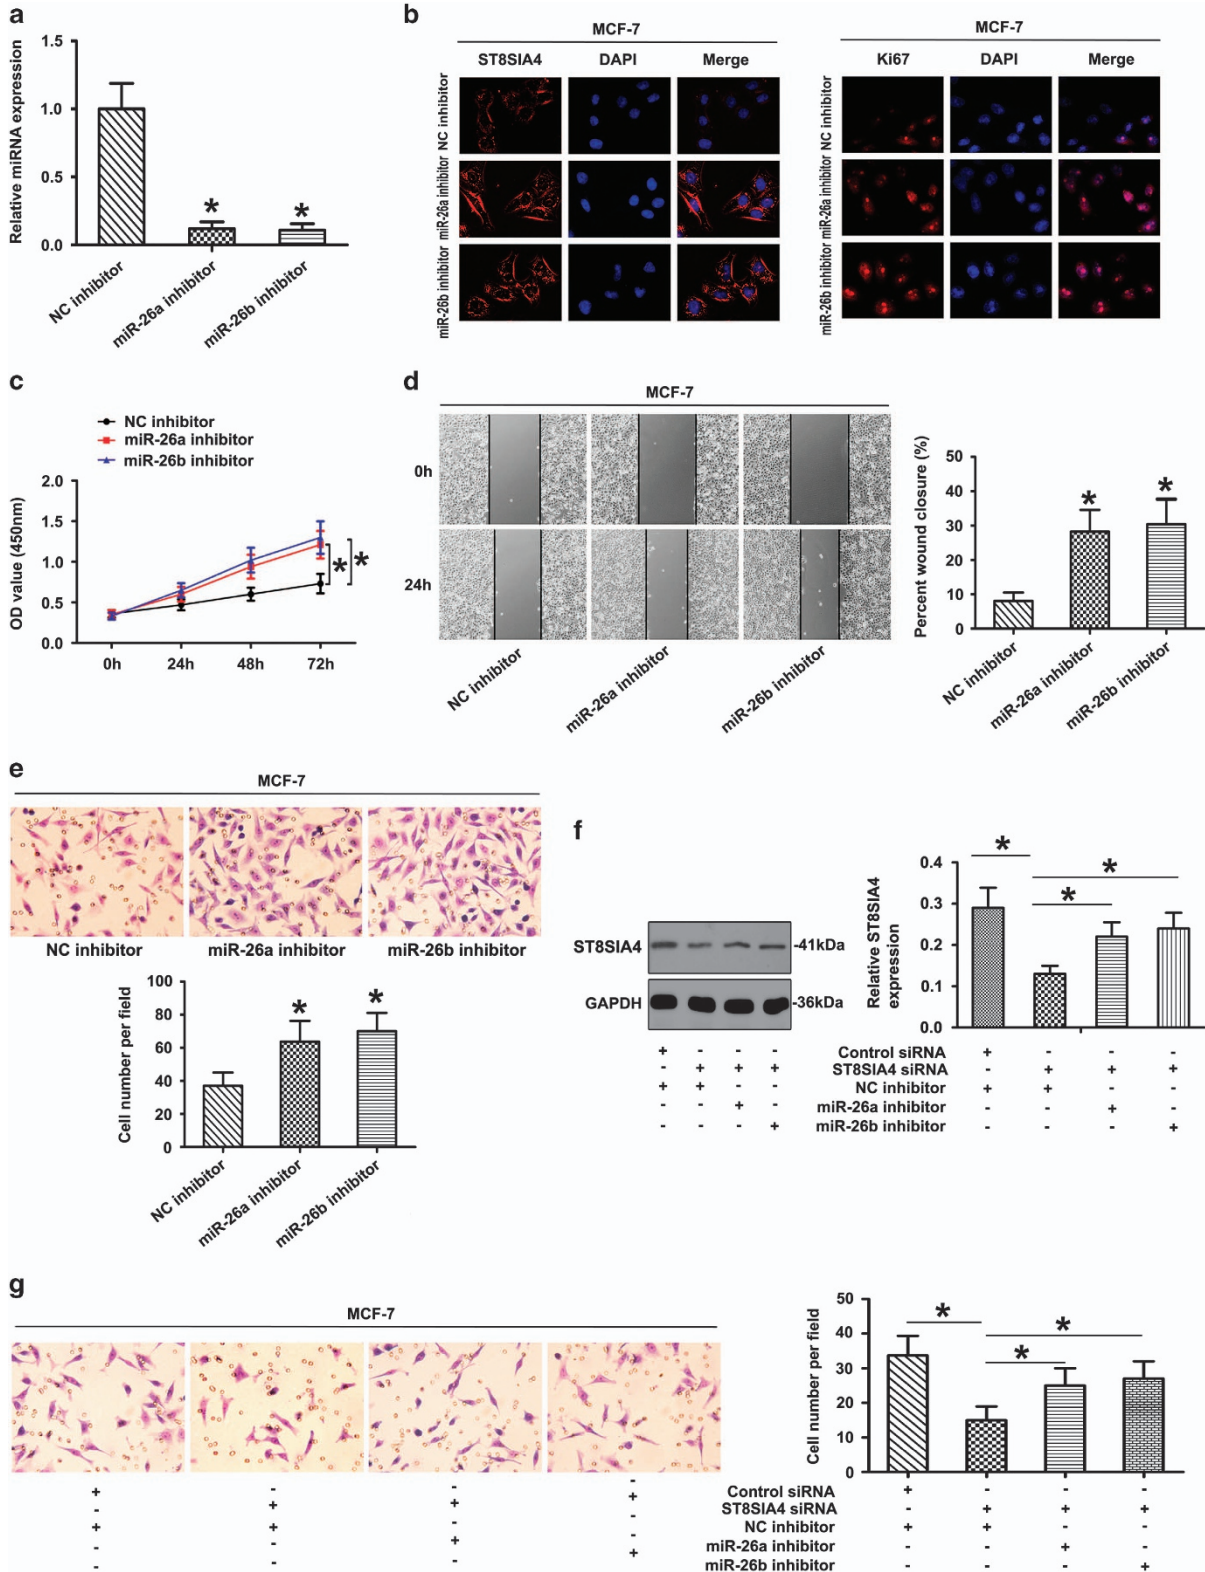 a
Relative miRNA expression
1.5
1.0
0.5
0.0
*
*
NC inhibitor
miR-26a inhibitor
miR-26b inhibitor
b
MCF-7
ST8SIA4 DAPI Merge
NC inhibitor
miR-26a inhibitor
miR-26b inhibitor
MCF-7
Ki67 DAPI Merge
NC inhibitor
miR-26a inhibitor
miR-26b inhibitor
c
NC inhibitor
miR-26a inhibitor
miR-26b inhibitor
OD value (450nm)
2.0
1.5
1.0
0.5
0.0
* *
0h 24h 48h 72h
d
MCF-7
0h
24h
NC inhibitor
miR-26a inhibitor
miR-26b inhibitor
Percent wound closure (%)
50
40
30
20
10
0
*
*
NC inhibitor
miR-26a inhibitor
miR-26b inhibitor
e
MCF-7
NC inhibitor miR-26a inhibitor miR-26b inhibitor
Cell number per field
100
80
60
40
20
0
*
*
NC inhibitor
miR-26a inhibitor
miR-26b inhibitor
f
ST8SIA4 -41kDa
GAPDH -36kDa
+ - - -
- + + +
+ + - -
- - + -
- - - +
Relative ST8SIA4
expression
0.4
0.3
0.2
0.1
0.0
*
*
*
Control siRNA + - - -
ST8SIA4 siRNA - + + +
NC inhibitor + + - -
miR-26a inhibitor - - + -
miR-26b inhibitor - - - +
g
MCF-7
+ - - -
- + + +
+ + - -
- - + -
- - - +
Cell number per field
50
40
30
20
10
0
*
*
*
Control siRNA + - - -
ST8SIA4 siRNA - + + +
NC inhibitor + + - -
miR-26a inhibitor - - + -
miR-26b inhibitor - - - +